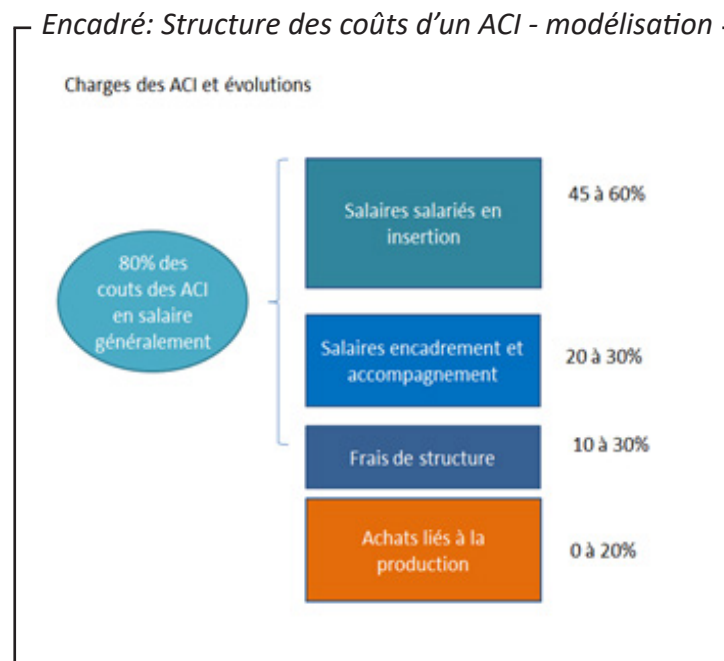 Encadré: Structure des coûts d’un ACI - modélisation -
Charges des ACI et évolutions
80% des
couts des ACI
en salaire
généralement
Salaires salariés en
insertion
45 à 60%
Salaires encadrement et
accompagnement
20 à 30%
Frais de structure
10 à 30%
Achats liés à la
production
0 à 20%